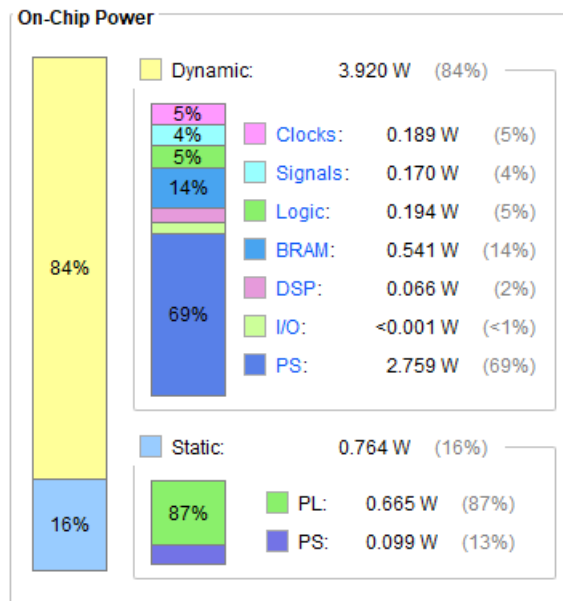 On-Chip Power
Dynamic: 3.920 W (84%)
84%
16%
5%
4%
5%
14%
69%
Clocks: 0.189 W (5%)
Signals: 0.170 W (4%)
Logic: 0.194 W (5%)
BRAM: 0.541 W (14%)
DSP: 0.066 W (2%)
I/O: <0.001 W (<1%)
PS: 2.759 W (69%)
Static: 0.764 W (16%)
87%
PL: 0.665 W (87%)
PS: 0.099 W (13%)